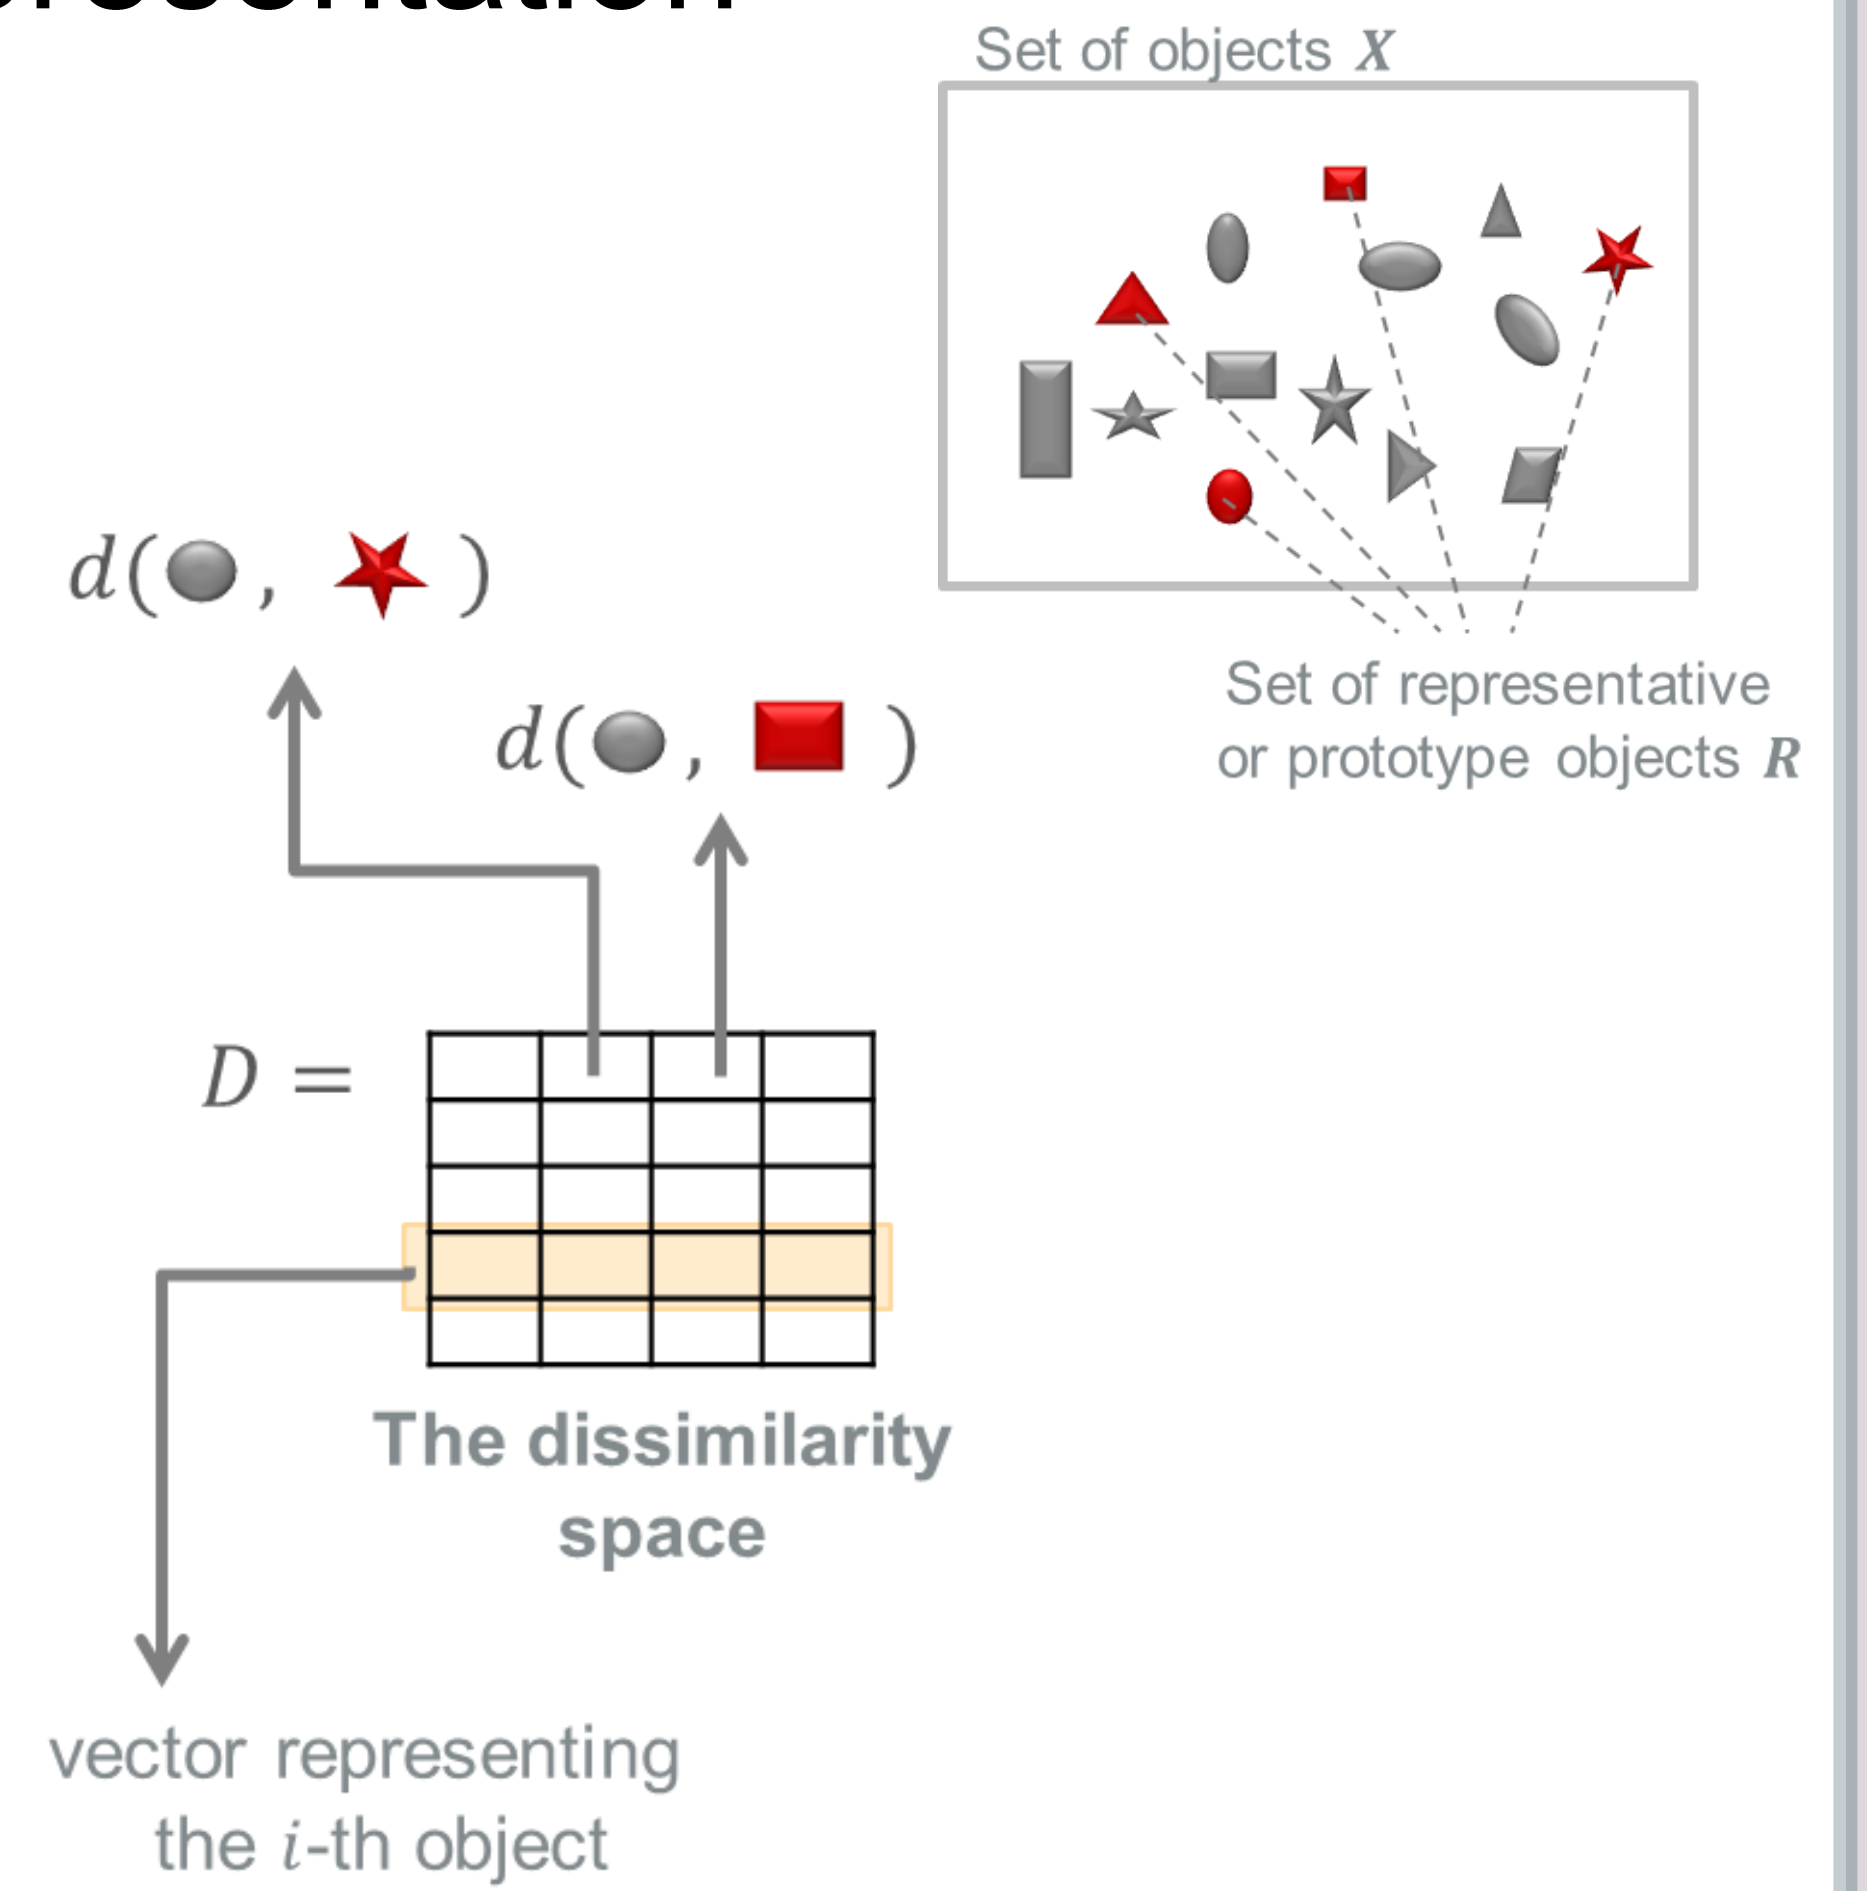 Set of objects X
d( , )
d( , )
Set of representative
or prototype objects R
D =
The dissimilarity
space
vector representing
the i-th object